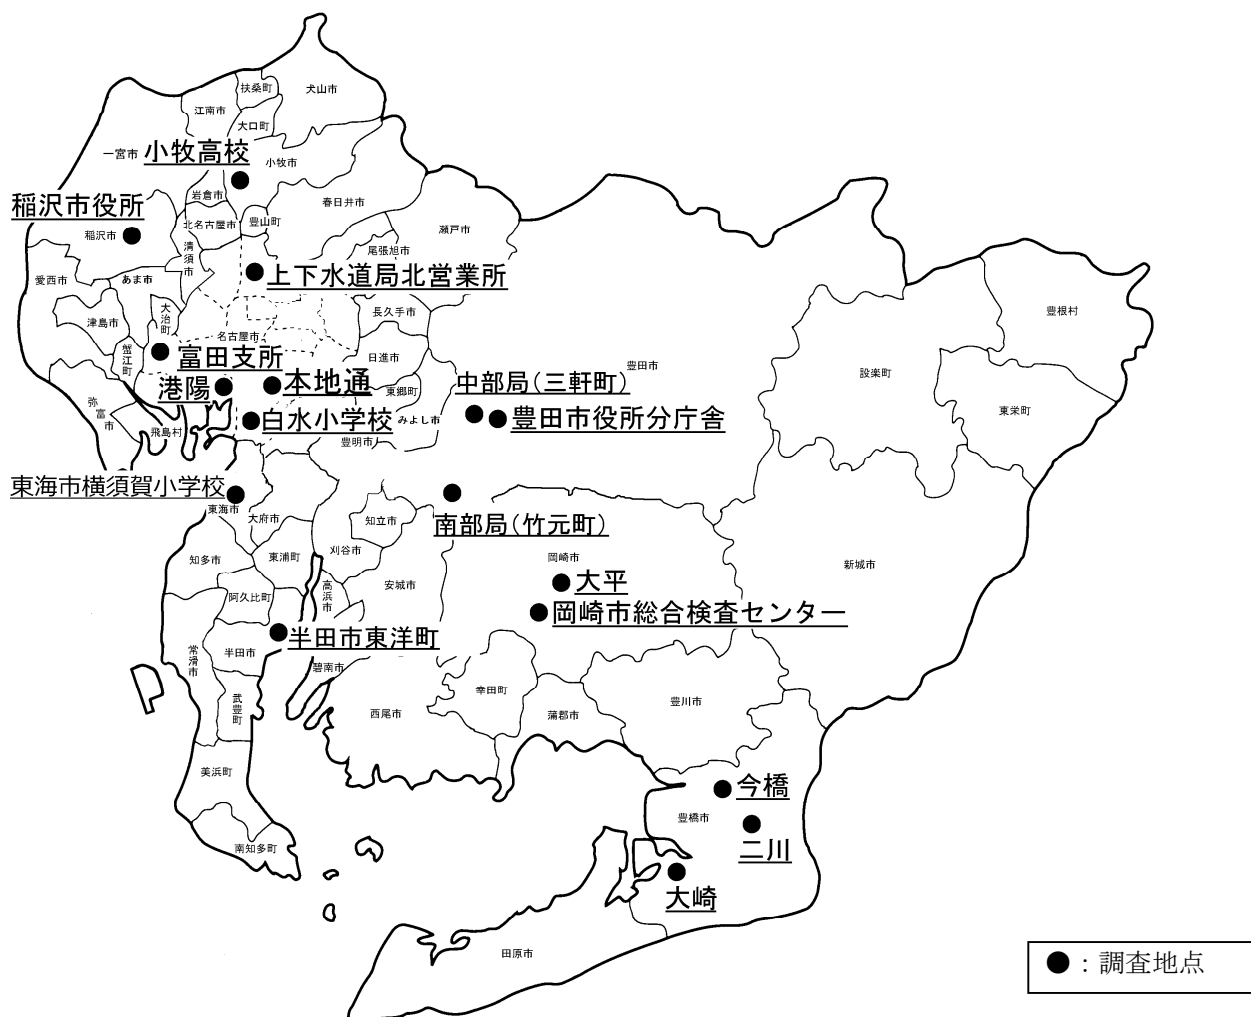 扶桑町
犬山市
江南市
大口町
一宮市
小牧高校
小牧市
岩倉市
稲沢市役所
春日井市
北名古屋市
豊山町
稲沢市
清須市
瀬戸市
尾張旭市
上下水道局北営業所
愛西市
あま市
津島市
大治町
長久手市
豊根村
名古屋市
蟹江町
富田支所
日進市
豊田市
設楽町
港陽
本地通
東郷町
中部局(三軒町)
弥富市
飛島村
白水小学校
みよし市
豊田市役所分庁舎
東栄町
豊明市
東海市横須賀小学校
東海市
大府市
知立市
南部局(竹元町)
知多市
東浦町
刈谷市
岡崎市
新城市
阿久比町
高浜市
安城市
大平
岡崎市総合検査センター
半田市東洋町
常滑市
半田市
碧南市
武豊町
西尾市
幸田町
蒲郡市
豊川市
美浜町
今橋
豊橋市
二川
南知多町
大崎
田原市
:調査地点